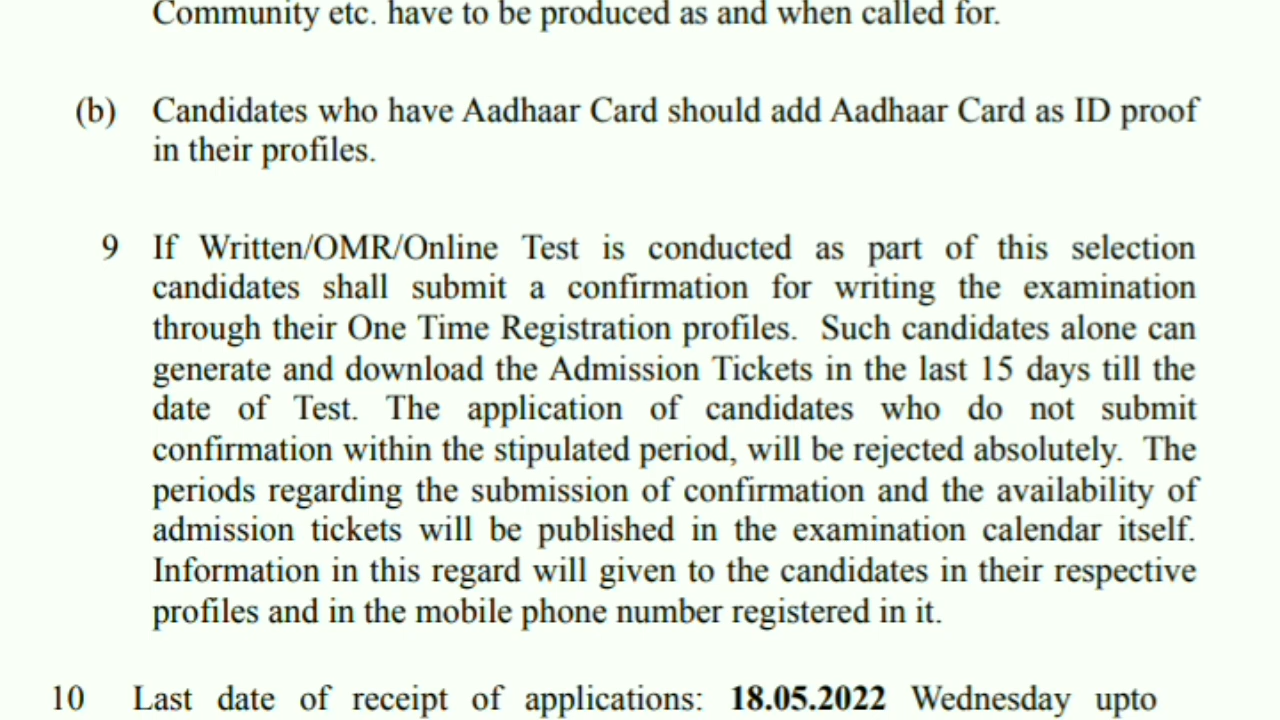 Community etc. have to be produced as and when called for.
(b) Candidates who have Aadhaar Card should add Aadhaar Card as ID proof
in their profiles.
9 If Written/OMR/Online Test is conducted as part of this selection
candidates shall submit a confirmation for writing the examination
through their One Time Registration profiles. Such candidates alone can
generate and download the Admission Tickets in the last 15 days till the
date of Test. The application of candidates who do not submit
confirmation within the stipulated period, will be rejected absolutely. The
periods regarding the submission of confirmation and the availability of
admission tickets will be published in the examination calendar itself.
Information in this regard will given to the candidates in their respective
profiles and in the mobile phone number registered in it.
10 Last date of receipt of applications: 18.05.2022 Wednesday upto